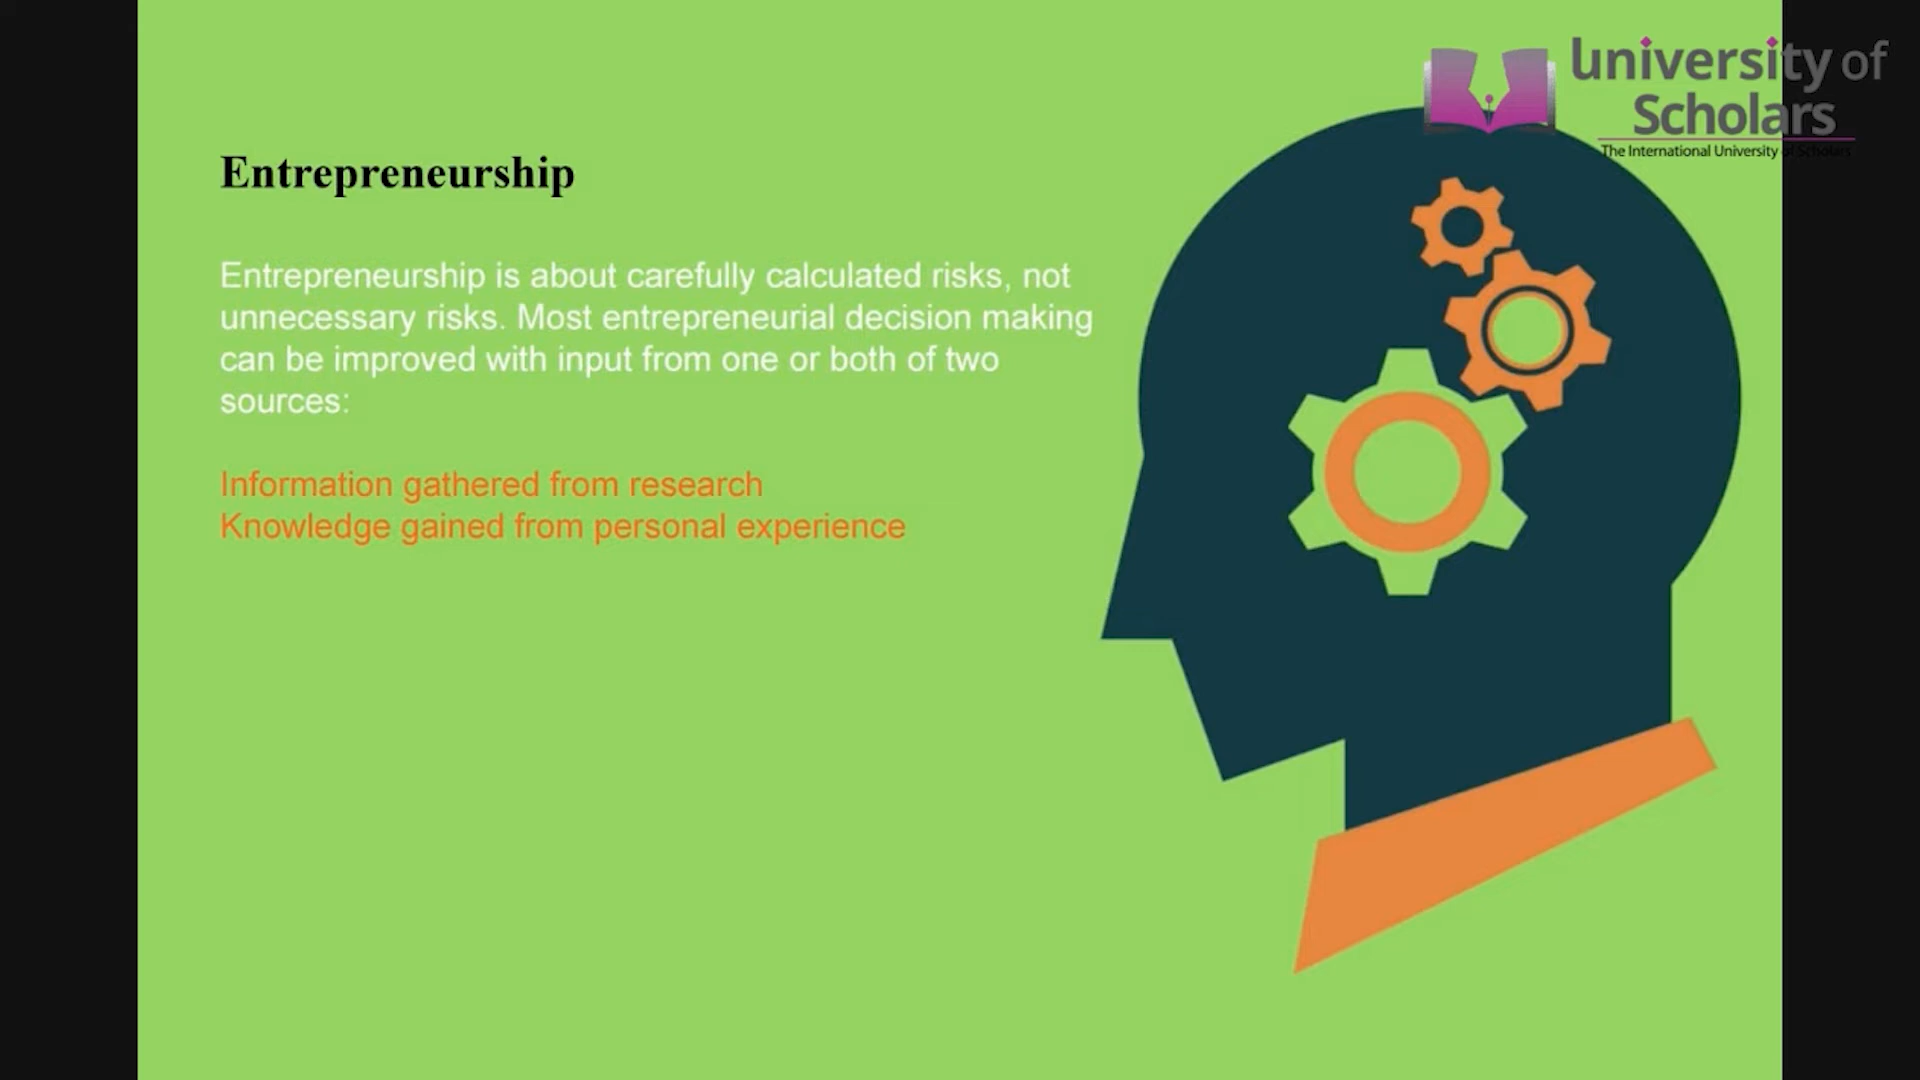 University of
Scholars
The International University of Scholars
Entrepreneurship
Entrepreneurship is about carefully calculated risks, not
unnecessary risks. Most entrepreneurial decision making
can be improved with input from one or both of two
sources:
Information gathered from research
Knowledge gained from personal experience